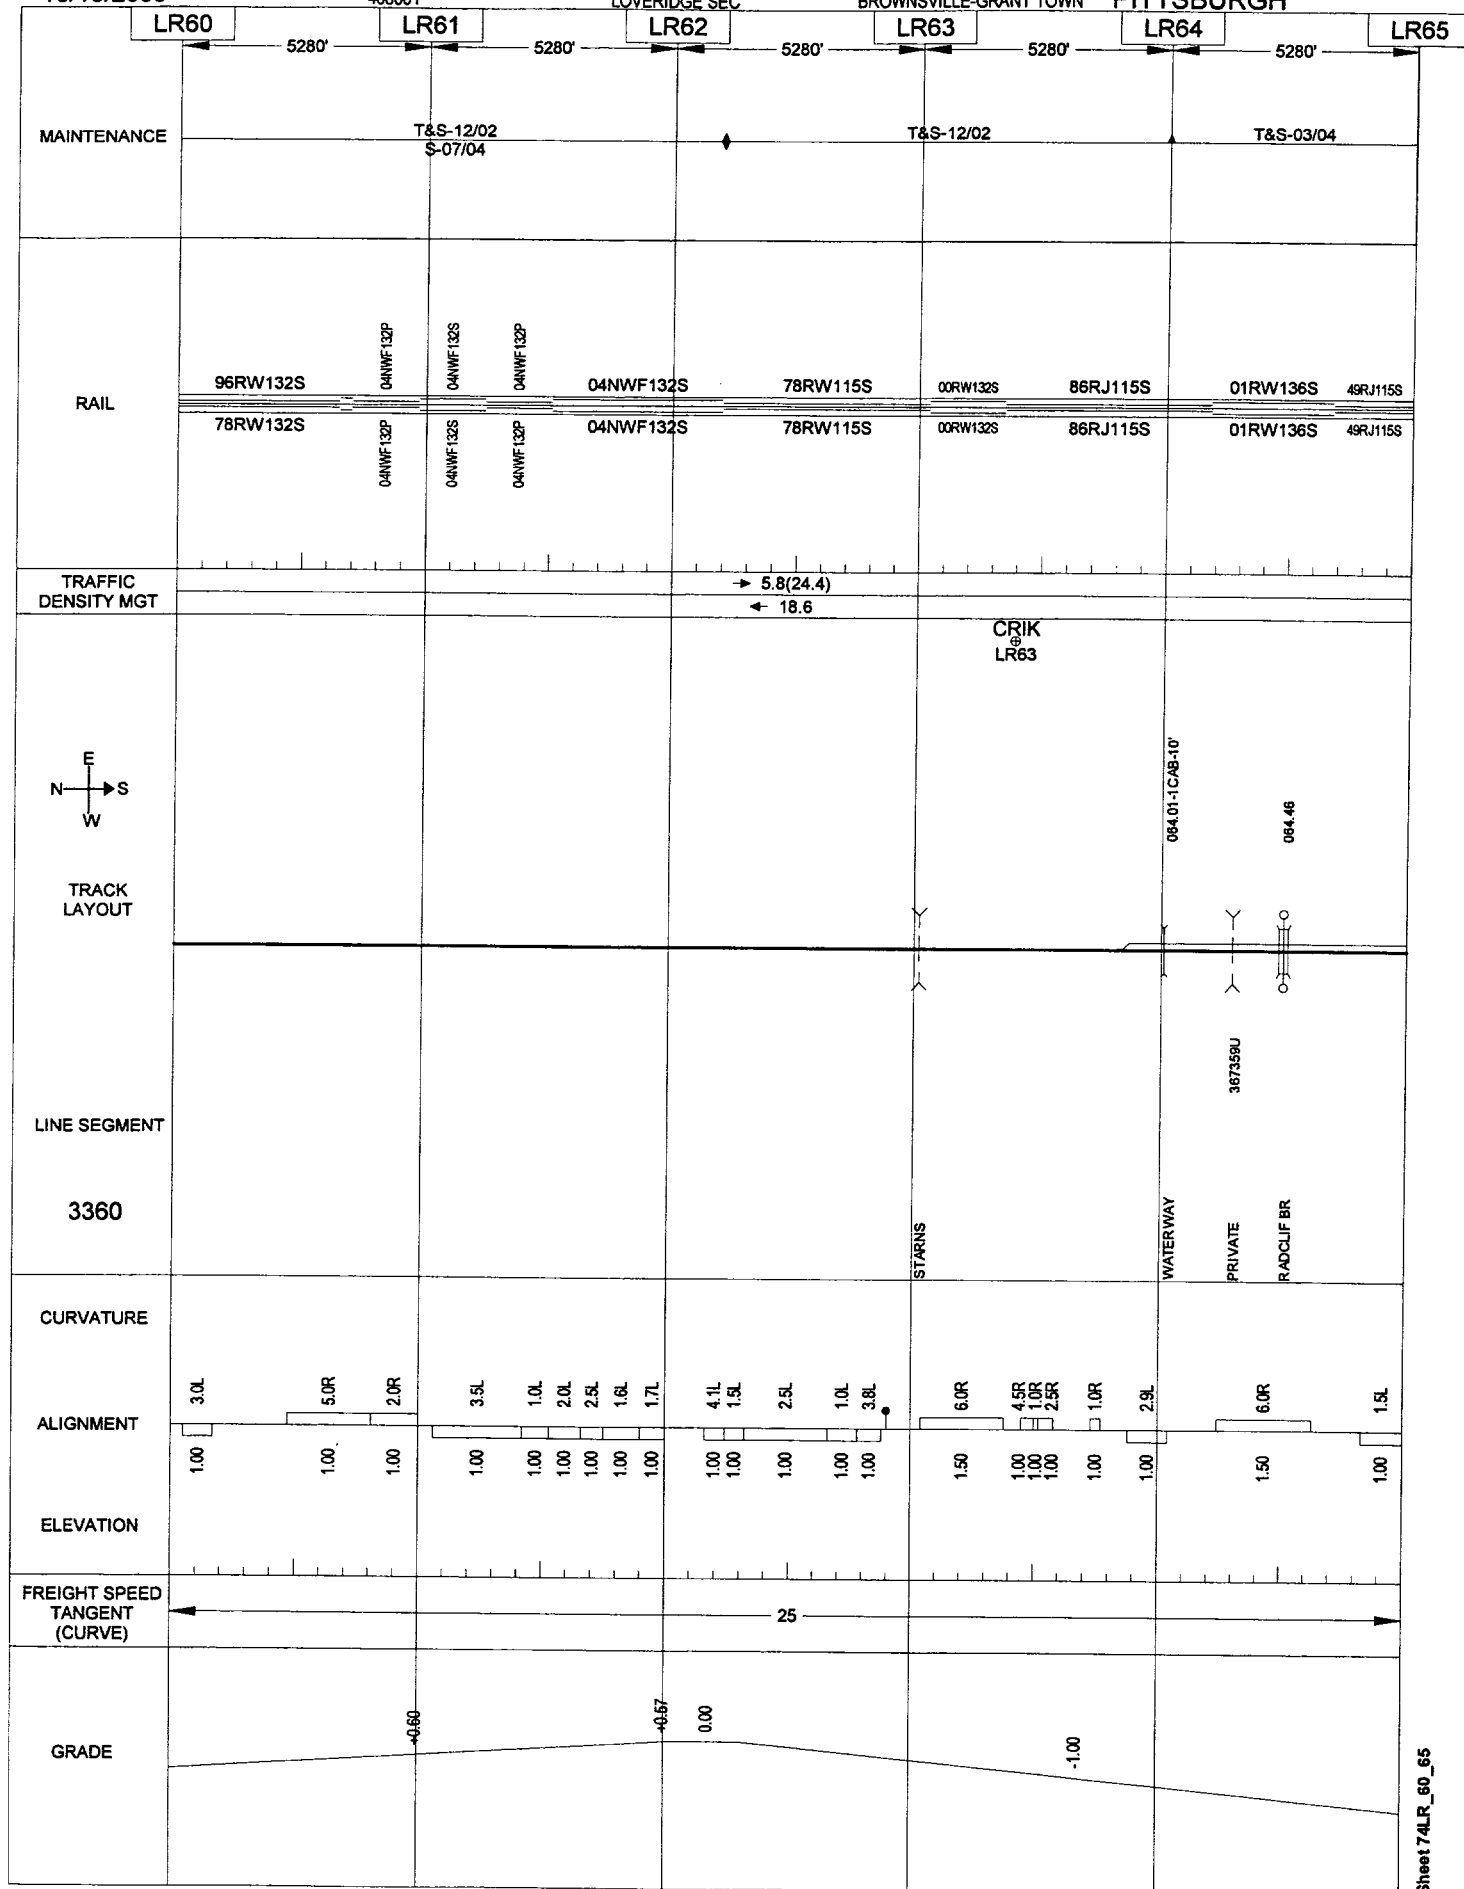 LOVERIDGE SEC BROWNSVILLE-GRANT TOWN PITTSBURGH
LR60 LR61 LR62 LR63 LR64 LR65
5280' 5280' 5280' 5280' 5280'
MAINTENANCE
T&S-12/02 T&S-12/02 T&S-03/04
S-07/04
RAIL
96RW132S 04NWF132P 04NWF132S 04NWF132P 04NWF132S 78RW115S 00RW132S 86RJ115S 01RW136S 49RJ115S
78RW132S 04NWF132P 04NWF132S 04NWF132P 04NWF132S 78RW115S 00RW132S 86RJ115S 01RW136S 49RJ115S
TRAFFIC
DENSITY MGT
5.8(24.4)
18.6
CRIK
LR63
E
N S
W
064.01-1CAB-10'
064.46
TRACK
LAYOUT
367359U
LINE SEGMENT
3360
STARNS
WATERWAY
PRIVATE
RADCLIF BR
CURVATURE
3.0L 5.0R 2.0R 3.5L 1.0L 2.0L 2.5L 1.6L 1.7L 4.1L 1.5L 2.5L 1.0L 3.8L 6.0R 4.5R 1.0R 2.5R 1.0R 2.9L 6.0R 1.5L
ALIGNMENT
1.00 1.00 1.00 1.00 1.00 1.00 1.00 1.00 1.00 1.00 1.00 1.00 1.00 1.00 1.50 1.00 1.00 1.00 1.00 1.00 1.50 1.00
ELEVATION
FREIGHT SPEED
TANGENT
(CURVE)
25
GRADE
+0.60 +0.57 0.00 -1.00
Sheet 74LR_60_65